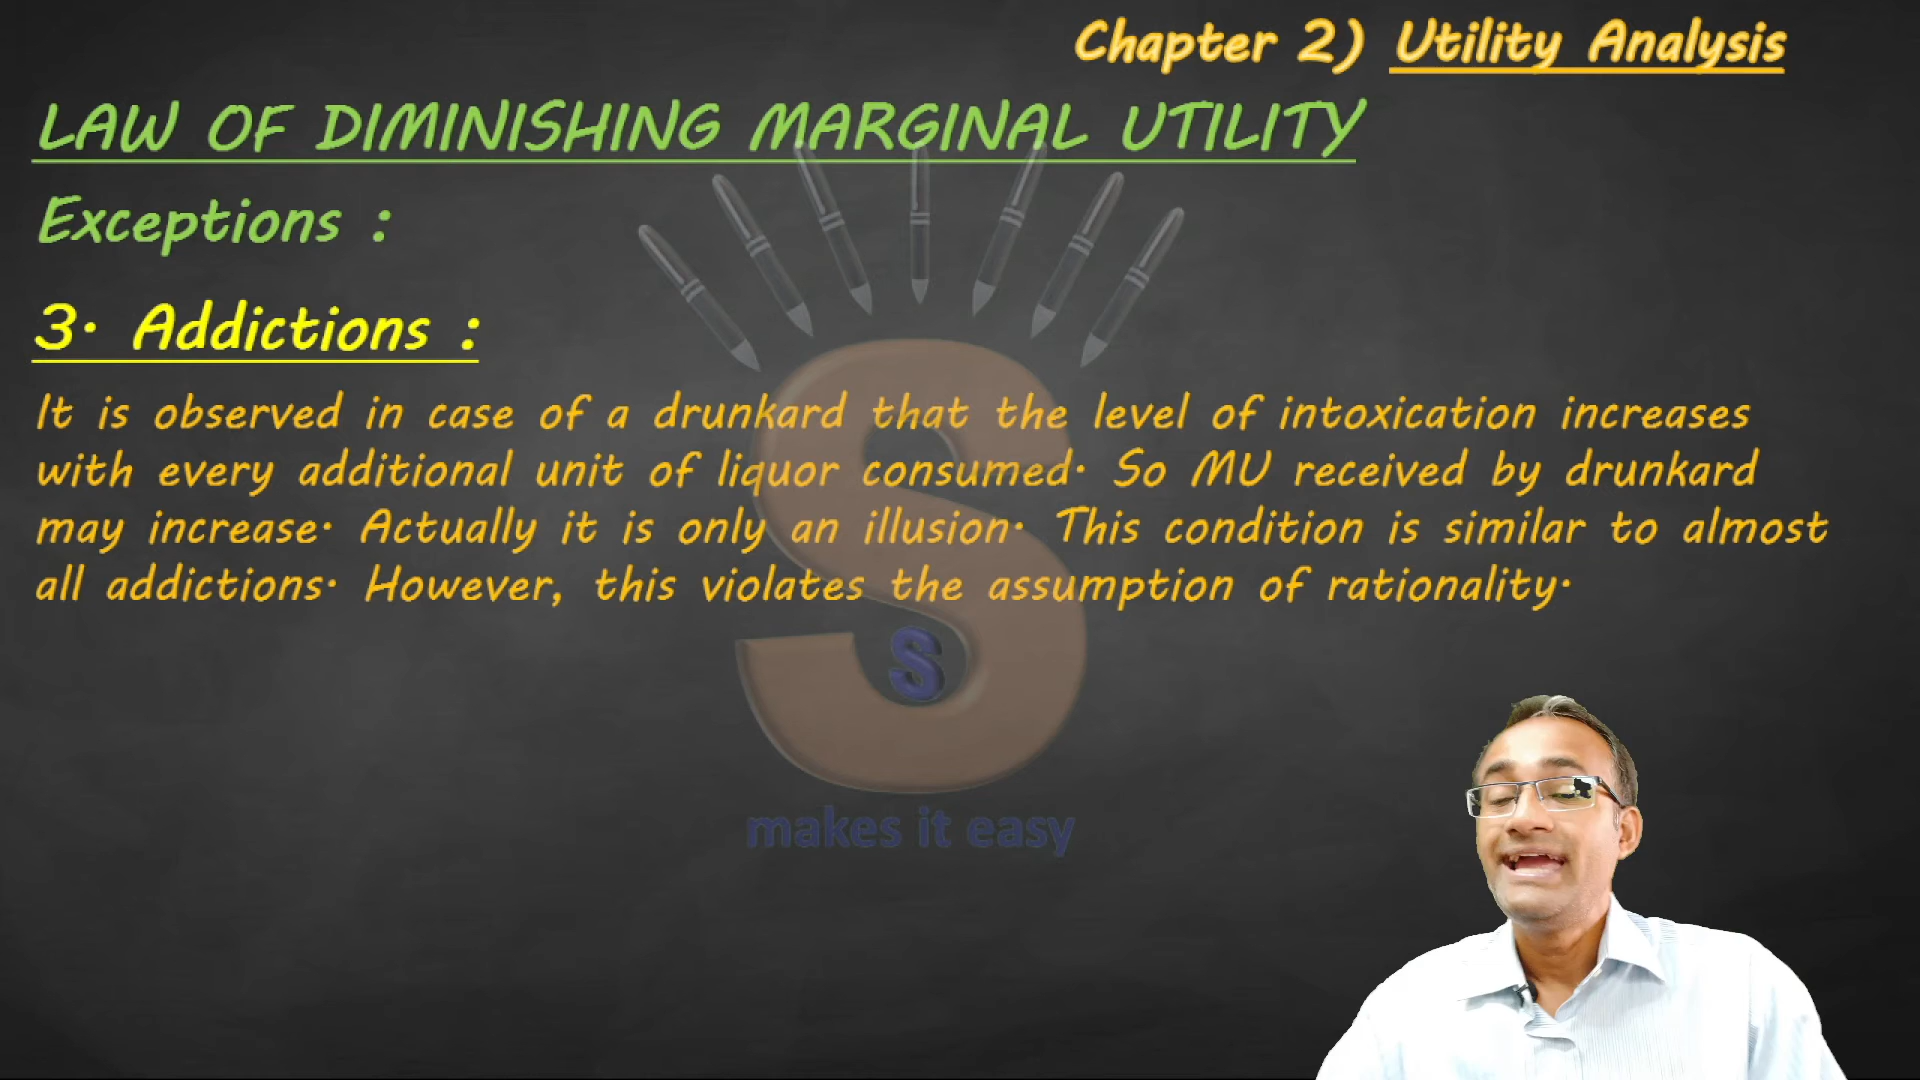 Chapter 2) Utility Analysis
LAW OF DIMINISHING MARGINAL UTILITY
Exceptions :
3. Addictions :
It is observed in case of a drunkard that the level of intoxication increases
with every additional unit of liquor consumed. So MU received by drunkard
may increase. Actually it is only an illusion. This condition is similar to almost
all addictions. However, this violates the assumption of rationality.
S
S
makes it easy